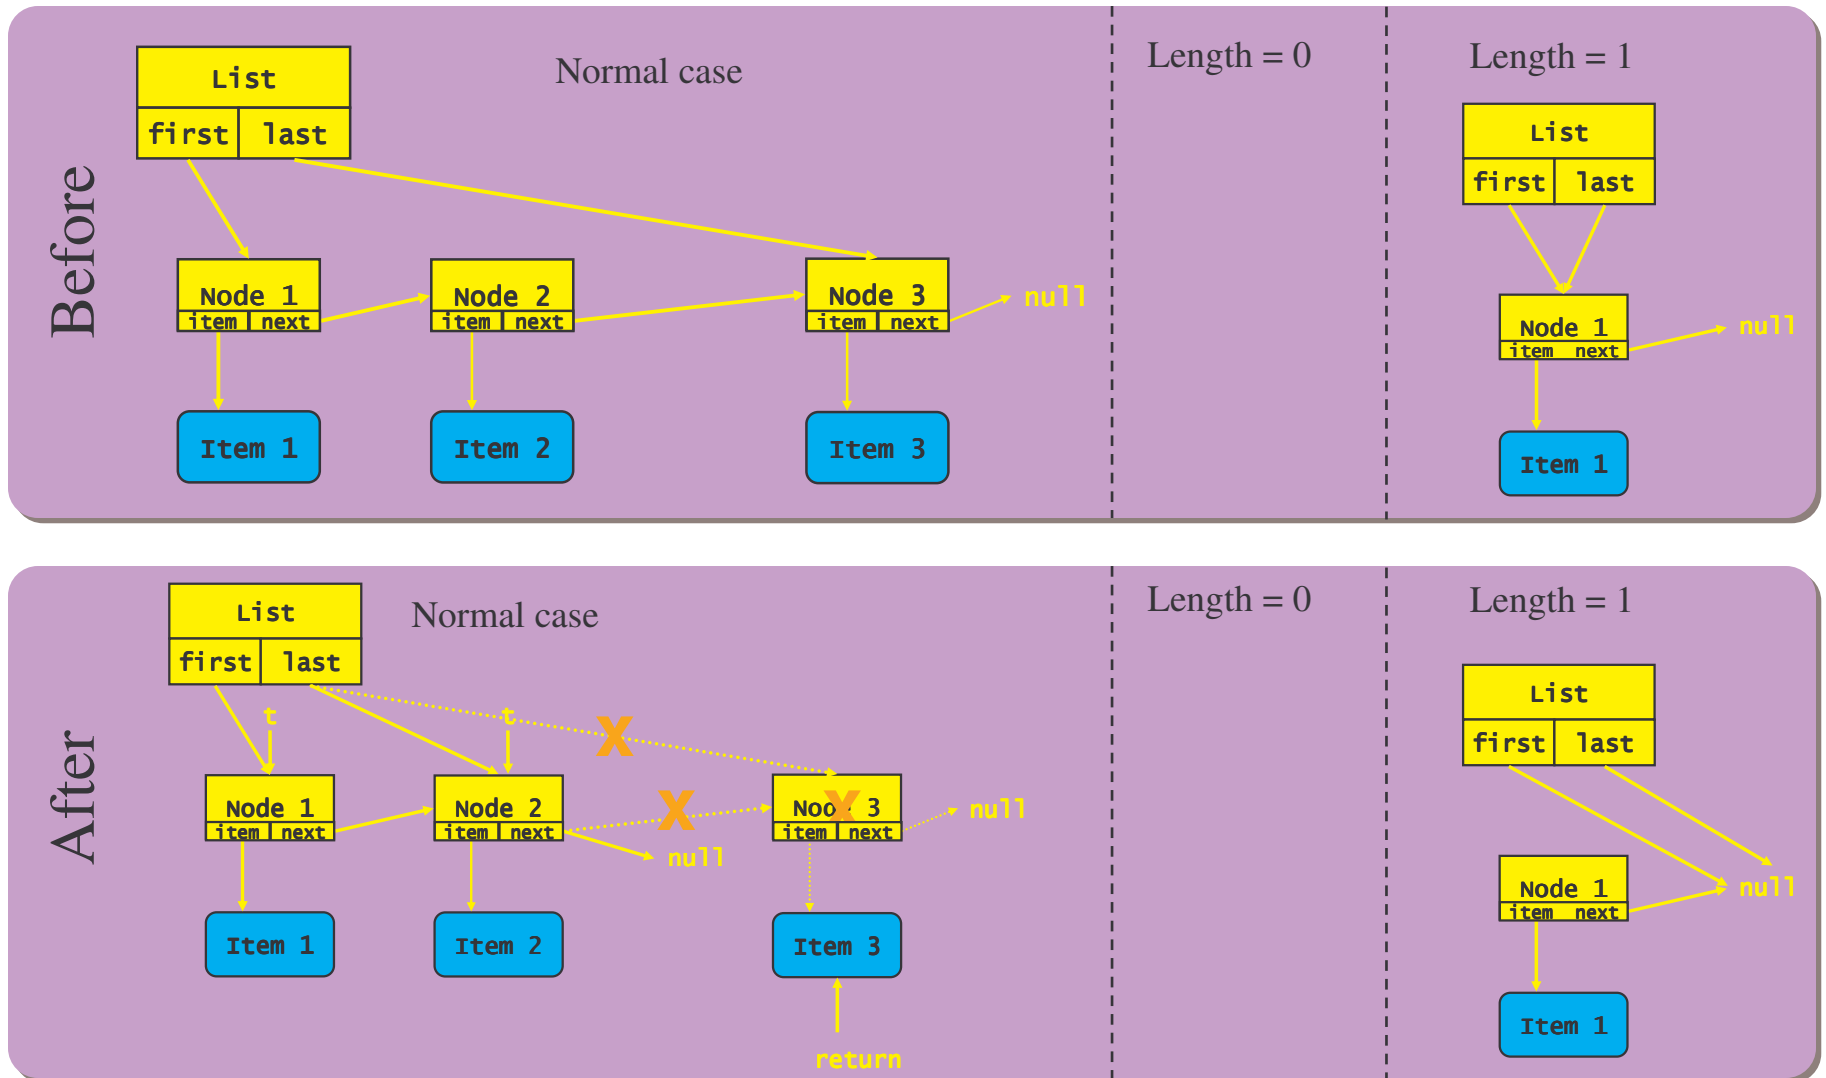 Before
Normal case
Length = 0
Length = 1
List
first last
List
first last
Node 1
item next
Node 2
item next
Node 3
item next
null
Node 1
item next
null
Item 1
Item 2
Item 3
Item 1
After
Normal case
Length = 0
Length = 1
List
first last
List
first last
t
t
X
Node 1
item next
Node 2
item next
X
Node 3
X
item next
null
null
Node 1
item next
null
Item 1
Item 2
Item 3
Item 1
return